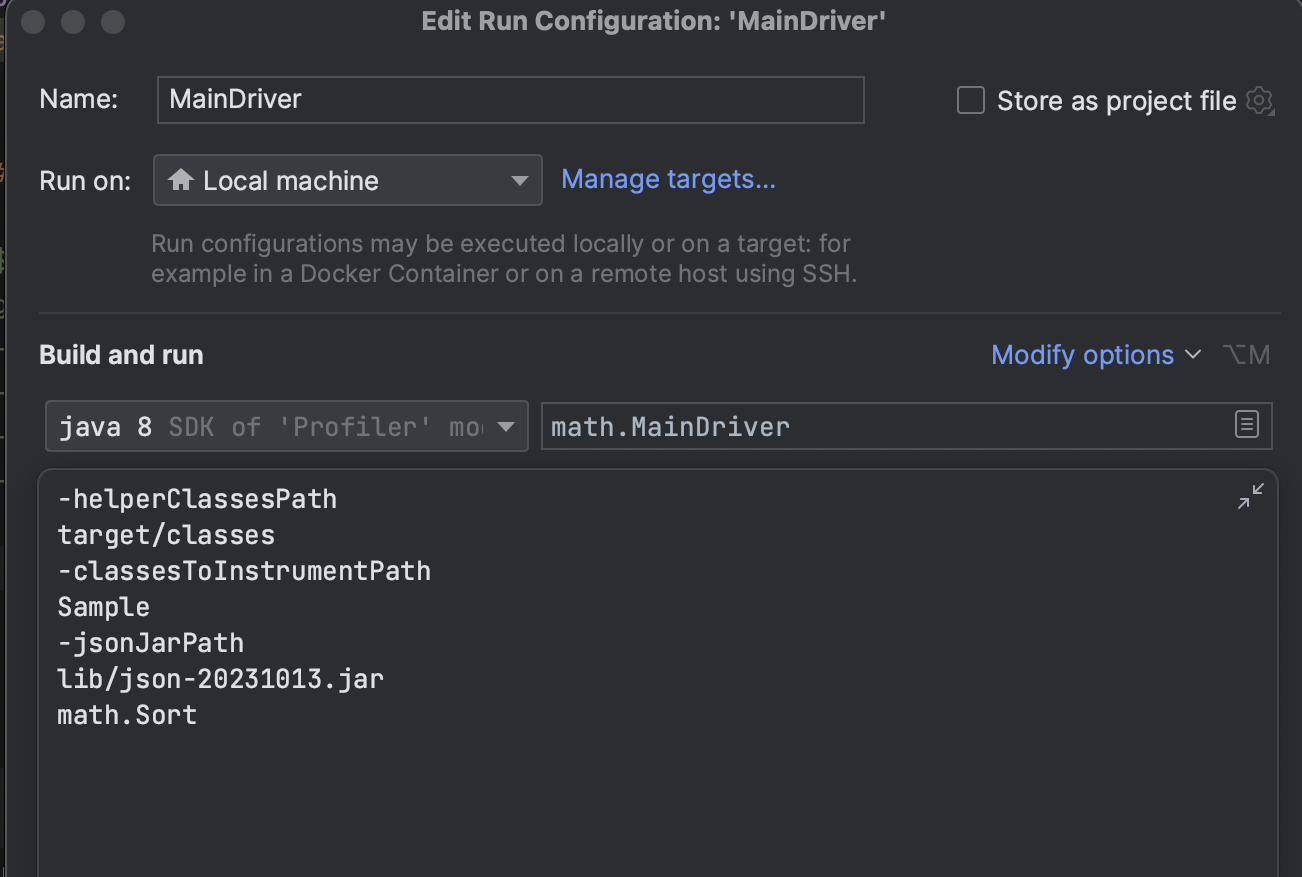 Edit Run Configuration: 'MainDriver'
Name: MainDriver Store as project file
Run on: Local machine Manage targets...
Run configurations may be executed locally or on a target: for
example in a Docker Container or on a remote host using SSH.
Build and run Modify options ⌥M
java 8 SDK of 'Profiler' math.MainDriver
-helperClassesPath
target/classes
-classesToInstrumentPath
Sample
-jsonJarPath
lib/json-20231013.jar
math.Sort